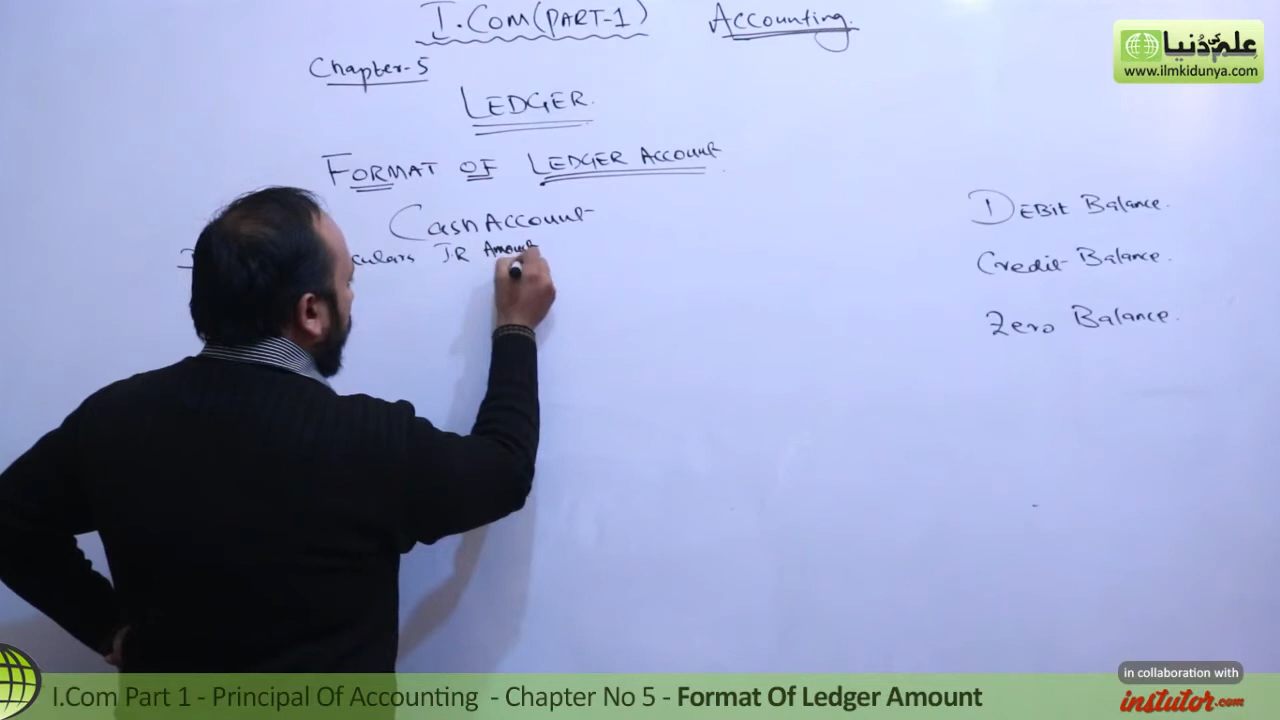 I.COM (PART-1) Accounting.
Chapter-5
LEDGER.
FORMAT OF LEDGER ACCOUNT.
Cash Account
J.R Amount
DEBIT Balance.
Credit Balance.
Zero Balance.
علم کی دُنیا
www.ilmkidunya.com
in collaboration with
instutor.com
I.Com Part 1 - Principal Of Accounting - Chapter No 5 - Format Of Ledger Amount